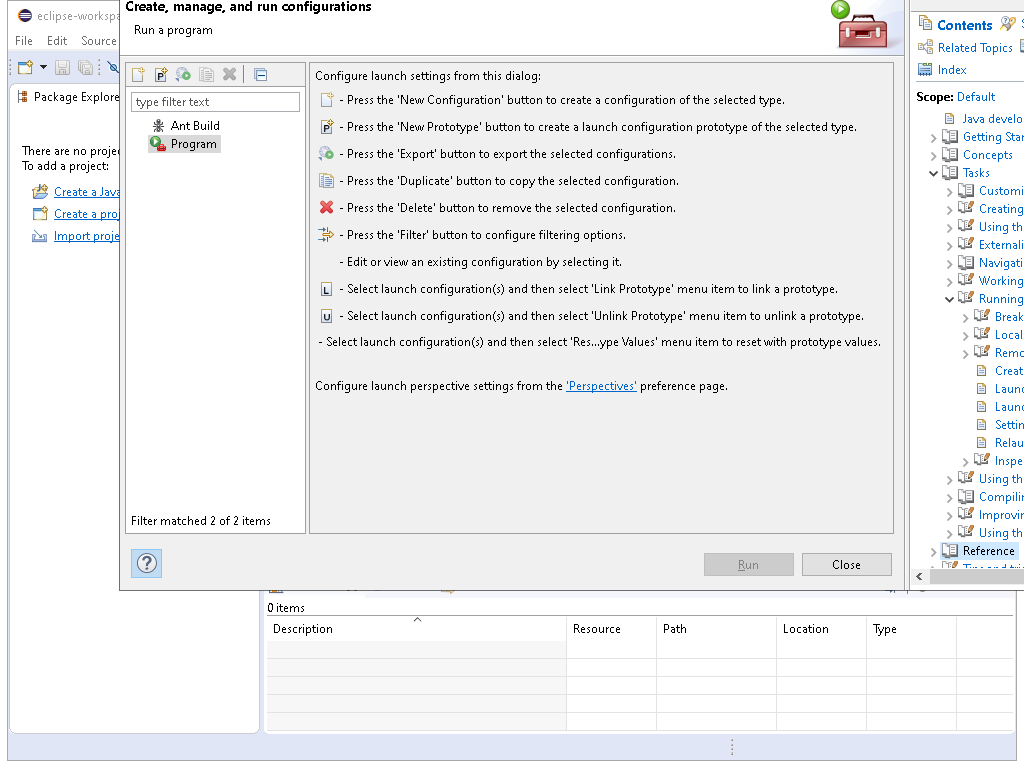 eclipse-workspa
File Edit Source
Package Explore
There are no projec
To add a project:
Create a Java
Create a proj
Import proje
Create, manage, and run configurations
Run a program
type filter text
Ant Build
Program
Filter matched 2 of 2 items
Configure launch settings from this dialog:
- Press the 'New Configuration' button to create a configuration of the selected type.
P - Press the 'New Prototype' button to create a launch configuration prototype of the selected type.
- Press the 'Export' button to export the selected configurations.
- Press the 'Duplicate' button to copy the selected configuration.
- Press the 'Delete' button to remove the selected configuration.
- Press the 'Filter' button to configure filtering options.
- Edit or view an existing configuration by selecting it.
L - Select launch configuration(s) and then select 'Link Prototype' menu item to link a prototype.
U - Select launch configuration(s) and then select 'Unlink Prototype' menu item to unlink a prototype.
- Select launch configuration(s) and then select 'Res...ype Values' menu item to reset with prototype values.
Configure launch perspective settings from the 'Perspectives' preference page.
?
Run Close
Contents
Related Topics
Index
Scope: Default
Java develo
Getting Star
Concepts
Tasks
Customi
Creating
Using th
Externali
Navigati
Working
Running
Break
Local
Remo
Creat
Laun
Laun
Settin
Relau
Inspe
Using th
Compilin
Improvin
Using th
Reference
0 items
Description Resource Path Location Type